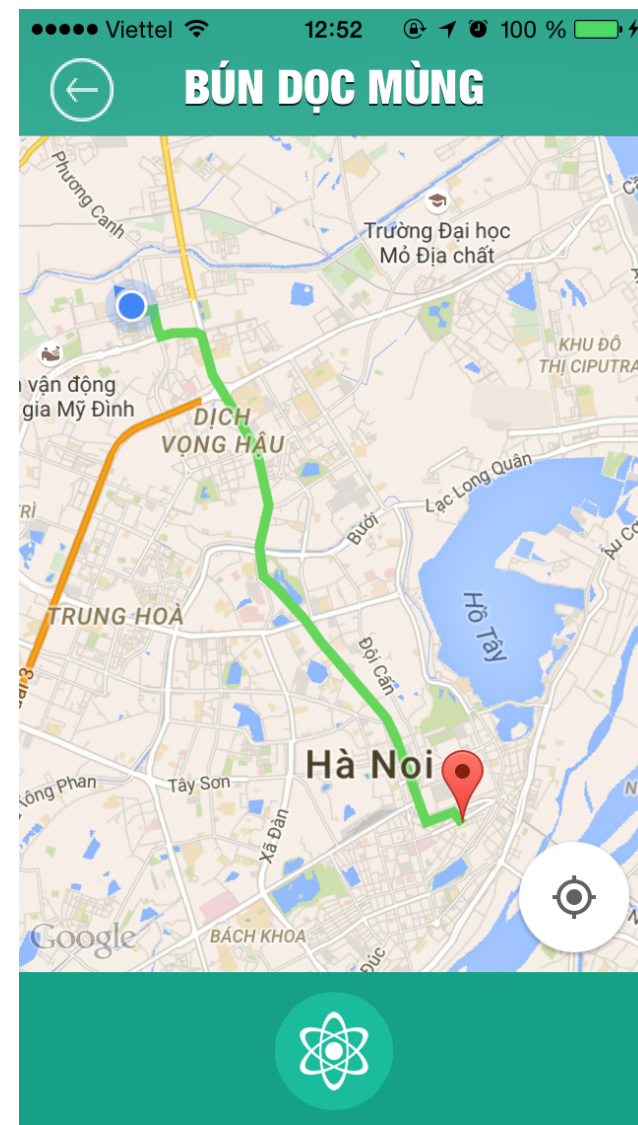 Viettel 12:52 100 %
BÚN DỌC MÙNG
Phương Canh
Trường Đại học
Mỏ Địa chất
KHU ĐÔ
THỊ CIPUTRA
vận động
gia Mỹ Đình
DỊCH
VỌNG HẬU
Lạc Long Quân
Bưởi
Hồ Tây
TRUNG HOÀ
Đội Cấn
Hà Noi
Tây Sơn
Xã Đàn
Google
BÁCH KHOA